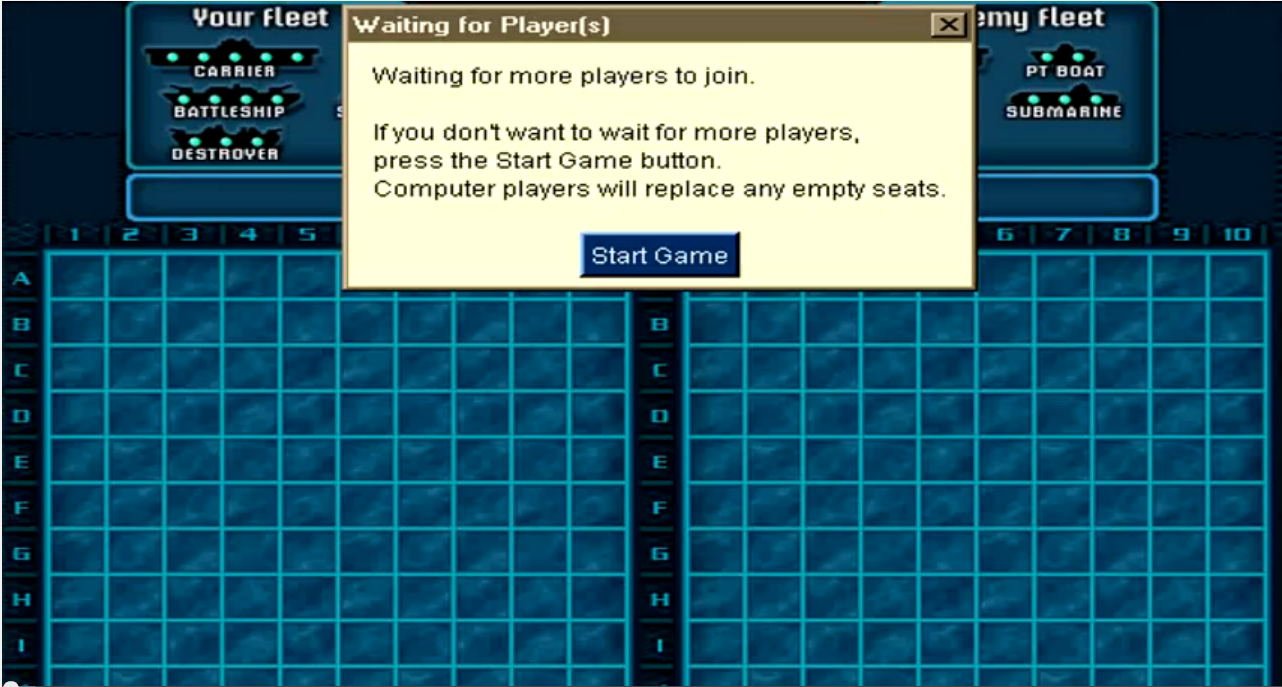 Your Fleet
Waiting for Player(s)
emy Fleet
CARRIER
PT BOAT
BATTLESHIP
SUBMARINE
DESTROYER
Waiting for more players to join.
If you don't want to wait for more players,
press the Start Game button.
Computer players will replace any empty seats.
Start Game
1 2 3 4 5
6 7 8 9 10
A
B B
C C
D D
E E
F F
G G
H H
I I